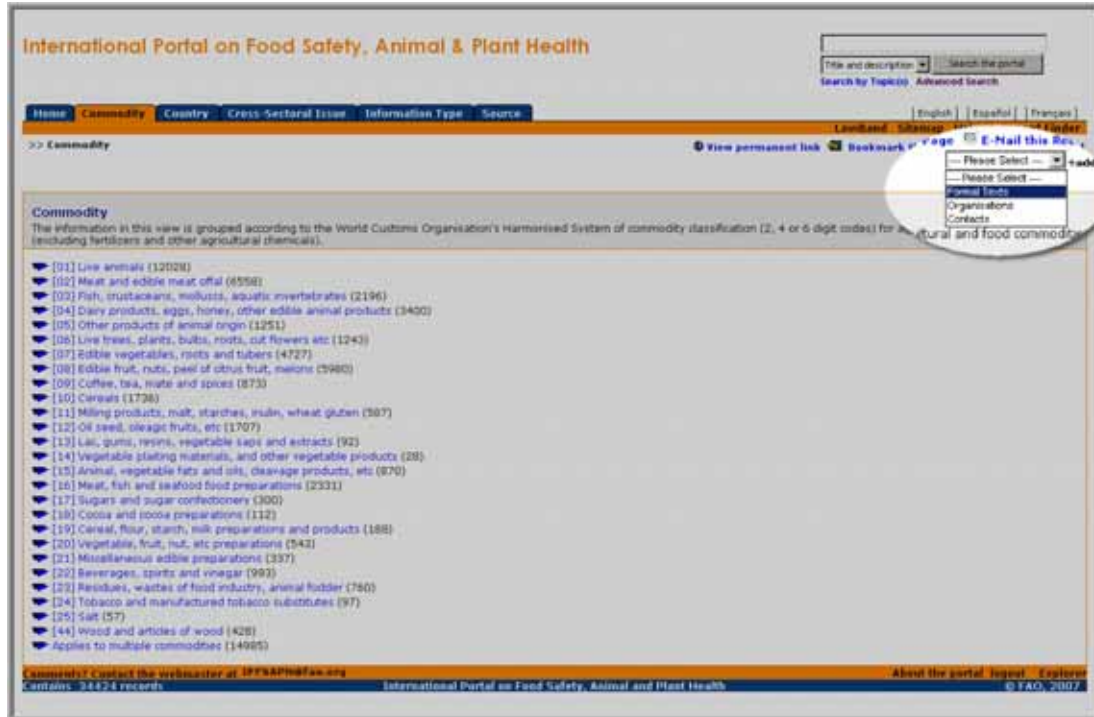 International Portal on Food Safety, Animal & Plant Health
Title and description Search the portal
Search by Topic(s) Advanced Search
Home Commodity Country Cross-Sectoral Issue Information Type Source
English Español Français
LowBand Sitemap Finder
>> Commodity
View permanent link Bookmark page E-Mail this
--- Please Select ---
--- Please Select ---
Formal Texts
Organisations
Contacts
Commodity
The information in this view is grouped according to the World Customs Organisation's Harmonised System of commodity classification (2, 4 or 6 digit codes) for and food commodity
(excluding fertilizers and other agricultural chemicals).
[01] Live animals (12028)
[02] Meat and edible meat offal (6558)
[03] Fish, crustaceans, molluscs, aquatic invertebrates (2196)
[04] Dairy products, eggs, honey, other edible animal products (3400)
[05] Other products of animal origin (1251)
[06] Live trees, plants, bulbs, roots, cut flowers etc (1243)
[07] Edible vegetables, roots and tubers (4727)
[08] Edible fruit, nuts, peel of citrus fruit, melons (5980)
[09] Coffee, tea, mate and spices (873)
[10] Cereals (1736)
[11] Milling products, malt, starches, inulin, wheat gluten (587)
[12] Oil seed, oleagic fruits, etc (1707)
[13] Lac, gums, resins, vegetable saps and extracts (92)
[14] Vegetable plaiting materials, and other vegetable products (28)
[15] Animal, vegetable fats and oils, cleavage products, etc (870)
[16] Meat, fish and seafood food preparations (2331)
[17] Sugars and sugar confectionery (300)
[18] Cocoa and cocoa preparations (112)
[19] Cereal, flour, starch, milk preparations and products (188)
[20] Vegetable, fruit, nut, etc preparations (543)
[21] Miscellaneous edible preparations (337)
[22] Beverages, spirits and vinegar (993)
[23] Residues, wastes of food industry, animal fodder (760)
[24] Tobacco and manufactured tobacco substitutes (97)
[25] Salt (57)
[44] Wood and articles of wood (428)
Applies to multiple commodities (14985)
Comments? Contact the webmaster at IPFSAPH@fao.org About the portal logout Explorer
Contains 34424 records International Portal on Food Safety, Animal and Plant Health © FAO, 2007